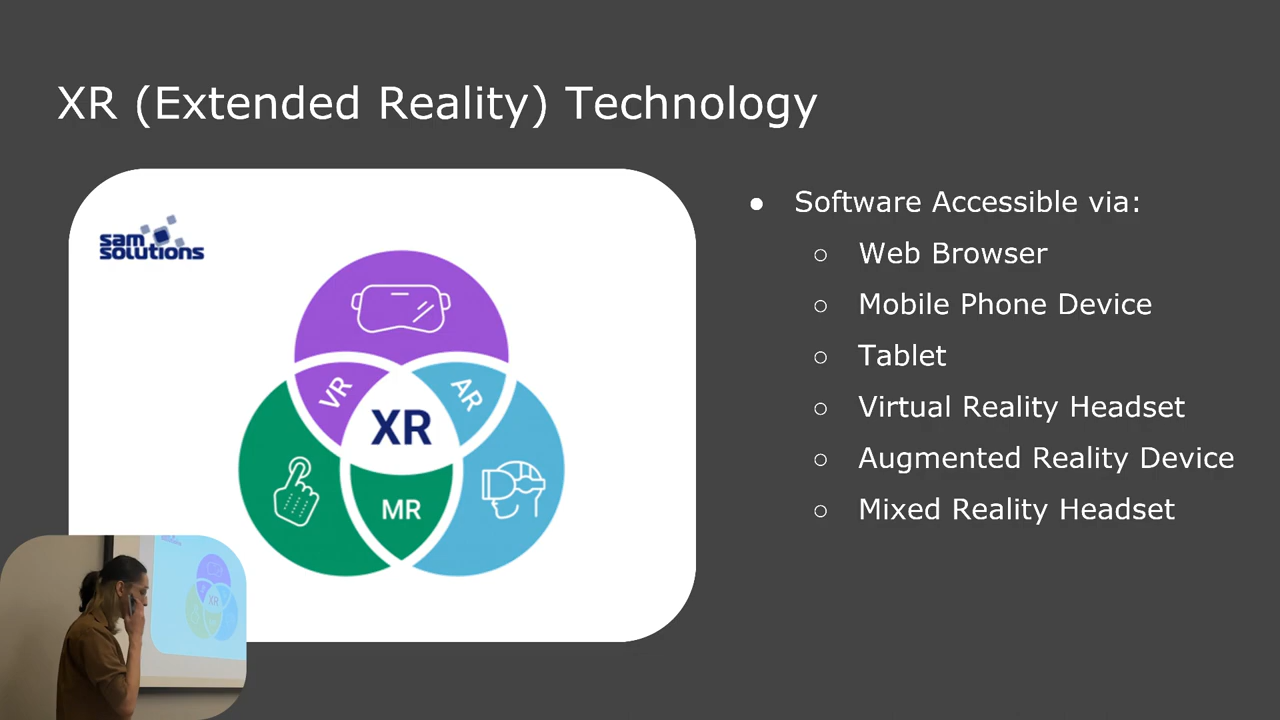 XR (Extended Reality) Technology
sam
solutions
VR
AR
XR
MR
● Software Accessible via:
○ Web Browser
○ Mobile Phone Device
○ Tablet
○ Virtual Reality Headset
○ Augmented Reality Device
○ Mixed Reality Headset
XR